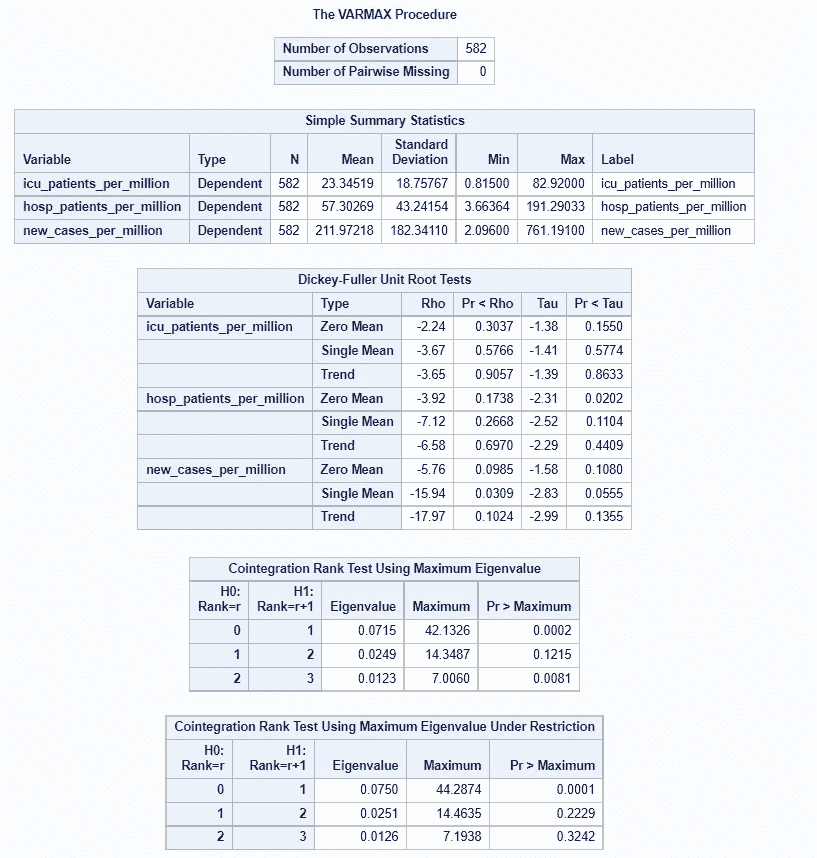 The VARMAX Procedure
Number of Observations 582
Number of Pairwise Missing 0
Simple Summary Statistics
Variable Type N Mean Standard Deviation Min Max Label
icu_patients_per_million Dependent 582 23.34519 18.75767 0.81500 82.92000 icu_patients_per_million
hosp_patients_per_million Dependent 582 57.30269 43.24154 3.66364 191.29033 hosp_patients_per_million
new_cases_per_million Dependent 582 211.97218 182.34110 2.09600 761.19100 new_cases_per_million
Dickey-Fuller Unit Root Tests
Variable Type Rho Pr < Rho Tau Pr < Tau
icu_patients_per_million Zero Mean -2.24 0.3037 -1.38 0.1550
Single Mean -3.67 0.5766 -1.41 0.5774
Trend -3.65 0.9057 -1.39 0.8633
hosp_patients_per_million Zero Mean -3.92 0.1738 -2.31 0.0202
Single Mean -7.12 0.2668 -2.52 0.1104
Trend -6.58 0.6970 -2.29 0.4409
new_cases_per_million Zero Mean -5.76 0.0985 -1.58 0.1080
Single Mean -15.94 0.0309 -2.83 0.0555
Trend -17.97 0.1024 -2.99 0.1355
Cointegration Rank Test Using Maximum Eigenvalue
H0: Rank=r H1: Rank=r+1 Eigenvalue Maximum Pr > Maximum
0 1 0.0715 42.1326 0.0002
1 2 0.0249 14.3487 0.1215
2 3 0.0123 7.0060 0.0081
Cointegration Rank Test Using Maximum Eigenvalue Under Restriction
H0: Rank=r H1: Rank=r+1 Eigenvalue Maximum Pr > Maximum
0 1 0.0750 44.2874 0.0001
1 2 0.0251 14.4635 0.2229
2 3 0.0126 7.1938 0.3242